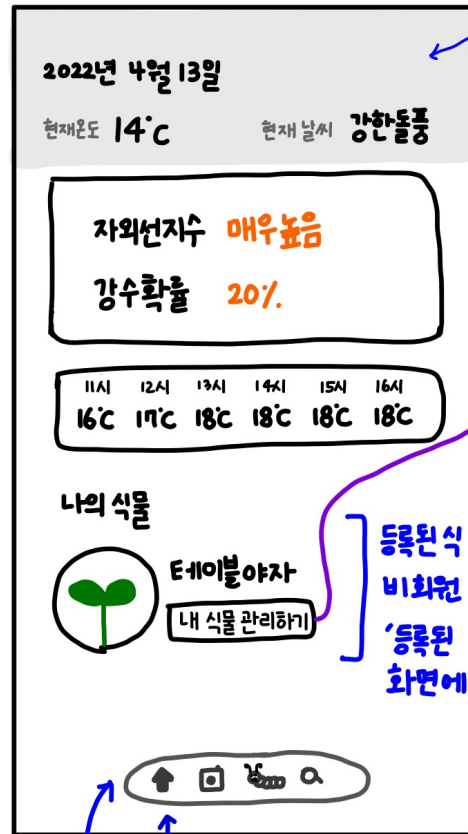 2022년 4월 13일
현재온도 14°C 현재 날씨 강한돌풍
자외선지수 매우높음
강수확률 20%
11시 12시 13시 14시 15시 16시
16°C 17°C 18°C 18°C 18°C 18°C
나의 식물
테이블야자
내 식물 관리하기
등록된 식
비회원
'등록된
화면에